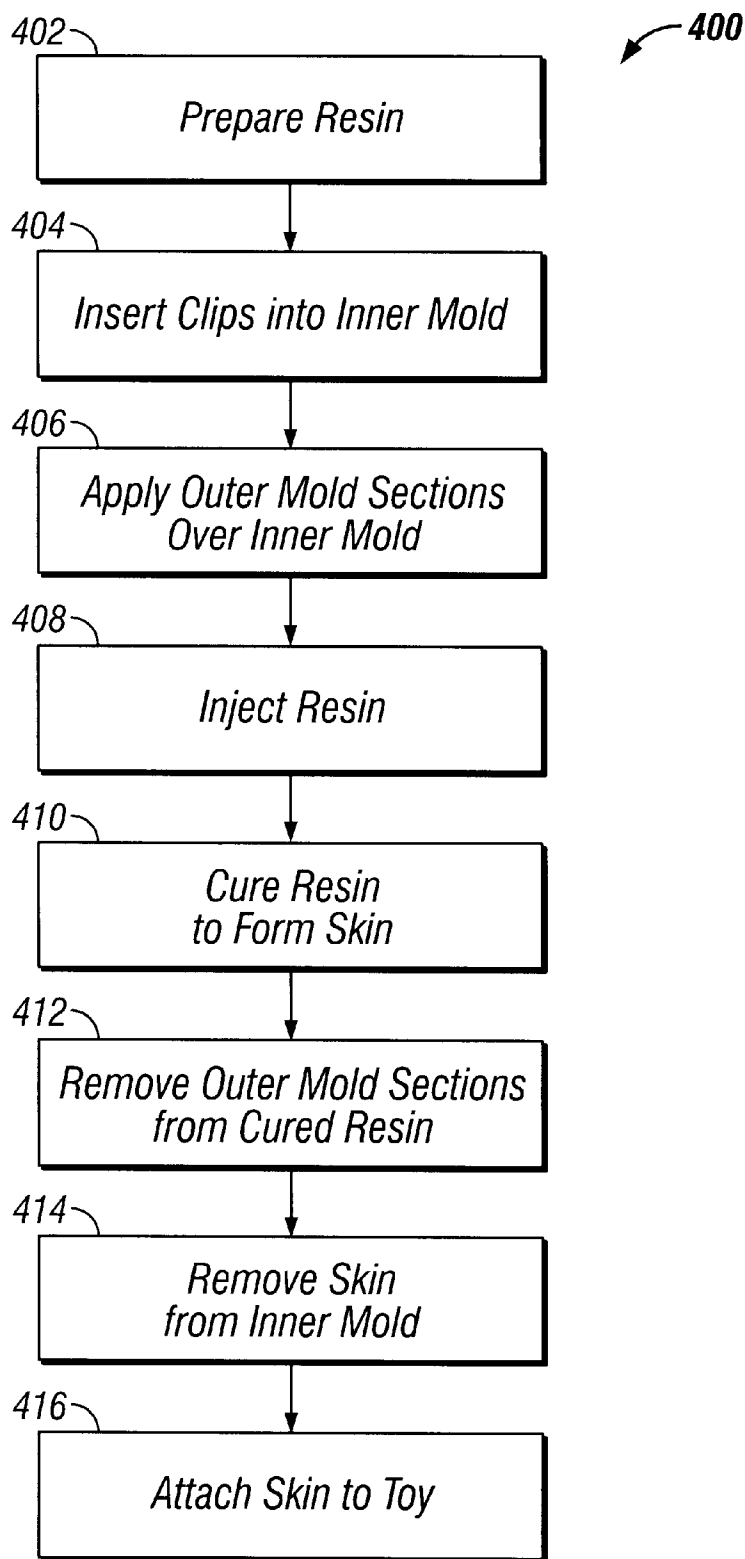 400
402
Prepare Resin
404
Insert Clips into Inner Mold
406
Apply Outer Mold Sections
Over Inner Mold
408
Inject Resin
410
Cure Resin
to Form Skin
412
Remove Outer Mold Sections
from Cured Resin
414
Remove Skin
from Inner Mold
416
Attach Skin to Toy